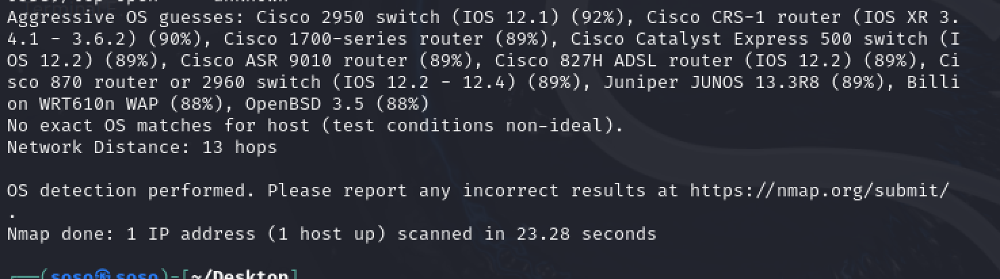 Aggressive OS guesses: Cisco 2950 switch (IOS 12.1) (92%), Cisco CRS-1 router (IOS XR 3.
4.1 - 3.6.2) (90%), Cisco 1700-series router (89%), Cisco Catalyst Express 500 switch (I
OS 12.2) (89%), Cisco ASR 9010 router (89%), Cisco 827H ADSL router (IOS 12.2) (89%), Ci
sco 870 router or 2960 switch (IOS 12.2 - 12.4) (89%), Juniper JUNOS 13.3R8 (89%), Billi
on WRT610n WAP (88%), OpenBSD 3.5 (88%)
No exact OS matches for host (test conditions non-ideal).
Network Distance: 13 hops
OS detection performed. Please report any incorrect results at https://nmap.org/submit/
.
Nmap done: 1 IP address (1 host up) scanned in 23.28 seconds
┌──(soso㉿soso)-[~/Desktop]